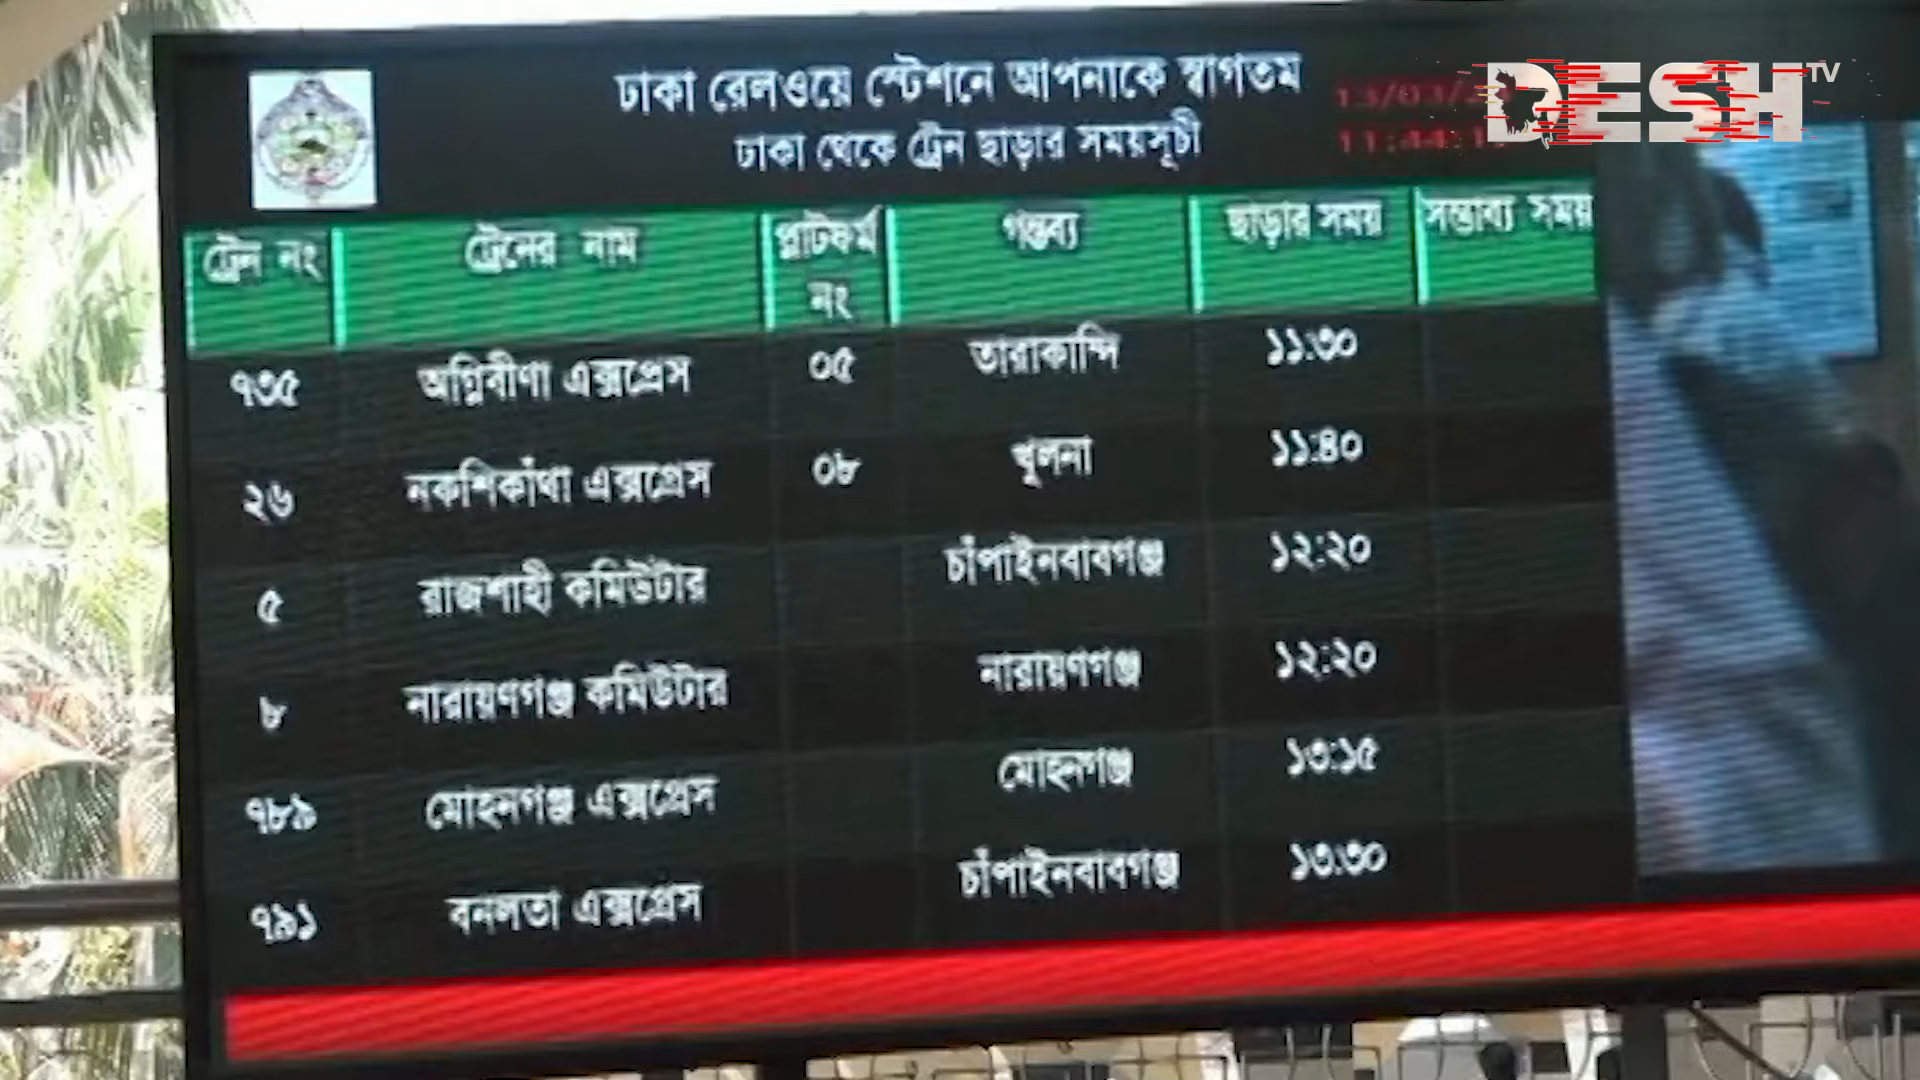 ঢাকা রেলওয়ে স্টেশনে আপনাকে স্বাগতম
ঢাকা থেকে ট্রেন ছাড়ার সময়সূচী
DESH TV
ট্রেন নং ট্রেনের নাম প্লাটফর্ম নং গন্তব্য ছাড়ার সময় সম্ভাব্য সময়
৭৩৫ অগ্নিবীণা এক্সপ্রেস ০৫ তারাকান্দি ১১:৩০
২৬ নকশিকাঁথা এক্সপ্রেস ০৮ খুলনা ১১:৪০
৫ রাজশাহী কমিউটার চাঁপাইনবাবগঞ্জ ১২:২০
৮ নারায়ণগঞ্জ কমিউটার নারায়ণগঞ্জ ১২:২০
৭৮৯ মোহনগঞ্জ এক্সপ্রেস মোহনগঞ্জ ১৩:১৫
৭৯১ বনলতা এক্সপ্রেস চাঁপাইনবাবগঞ্জ ১৩:৩০